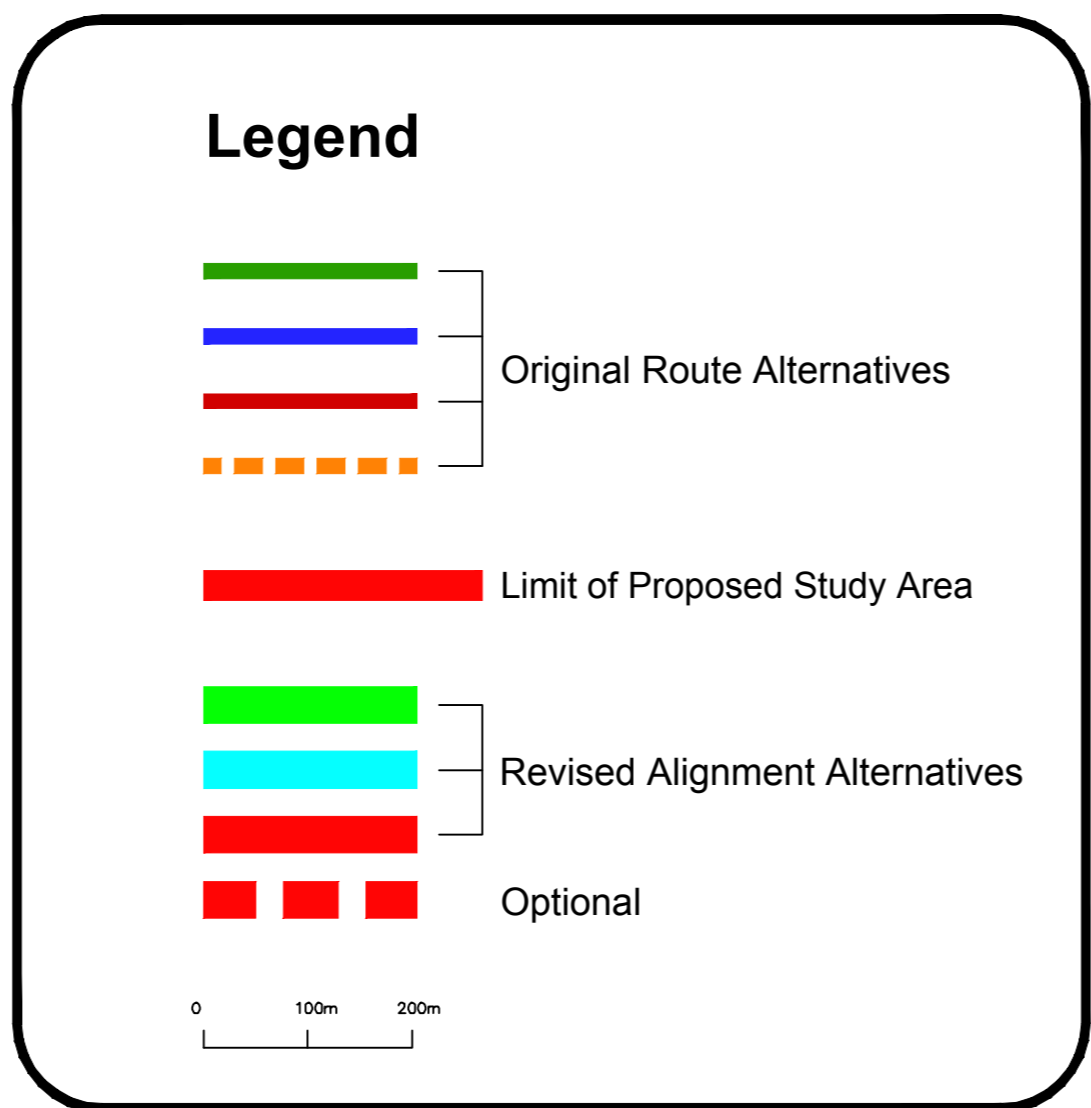 Legend
Original Route Alternatives
Limit of Proposed Study Area
Revised Alignment Alternatives
Optional
0 100m 200m